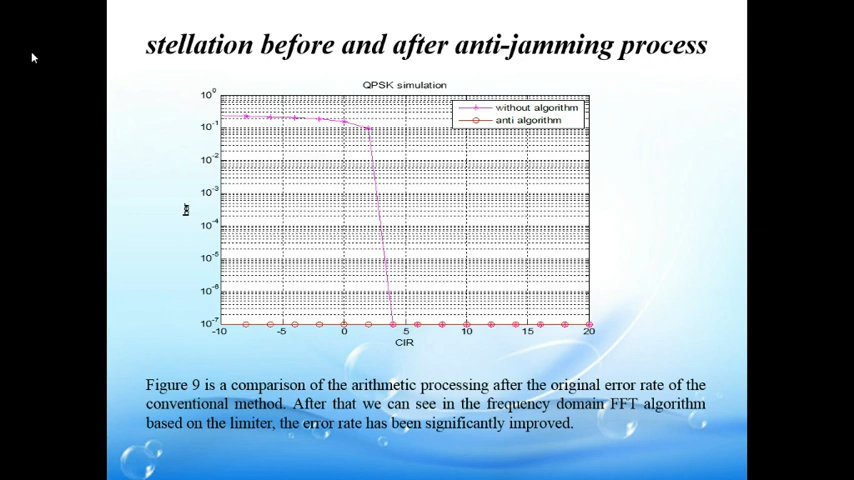 stellation before and after anti-jamming process
QPSK simulation
without algorithm
anti algorithm
10^0
10^-1
10^-2
10^-3
10^-4
10^-5
10^-6
10^-7
ber
-10 -5 0 5 10 15 20
CIR
Figure 9 is a comparison of the arithmetic processing after the original error rate of the
conventional method. After that we can see in the frequency domain FFT algorithm
based on the limiter, the error rate has been significantly improved.